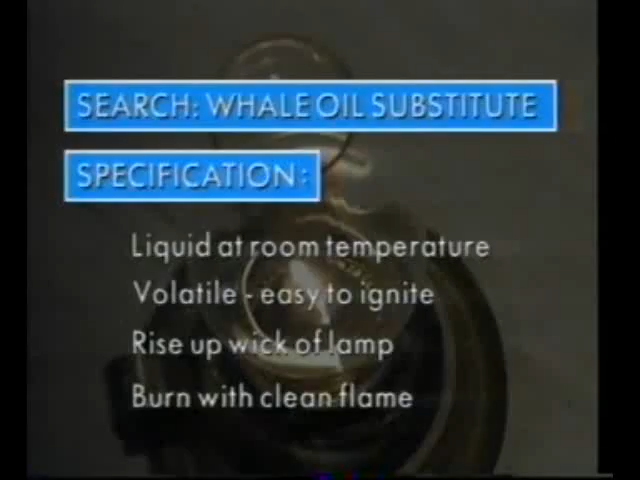 SEARCH: WHALE OIL SUBSTITUTE
SPECIFICATION:
Liquid at room temperature
Volatile - easy to ignite
Rise up wick of lamp
Burn with clean flame